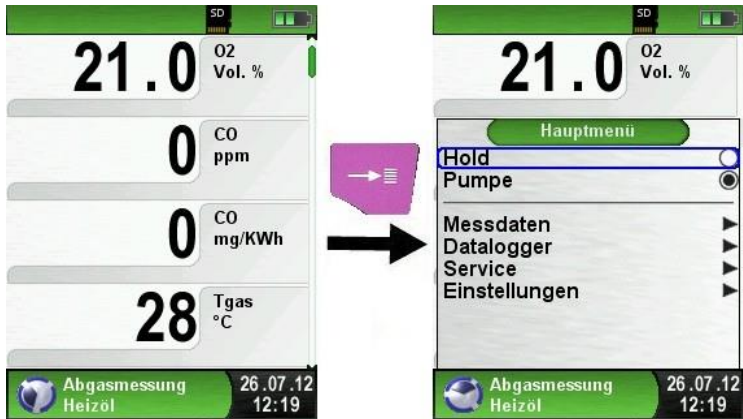 SD
21.0 O2
Vol. %
0 CO
ppm
0 CO
mg/KWh
28 Tgas
°C
Abgasmessung 26.07.12
Heizöl 12:19
SD
21.0 O2
Vol. %
Hauptmenü
Hold
Pumpe
Messdaten
Datalogger
Service
Einstellungen
Abgasmessung 26.07.12
Heizöl 12:19